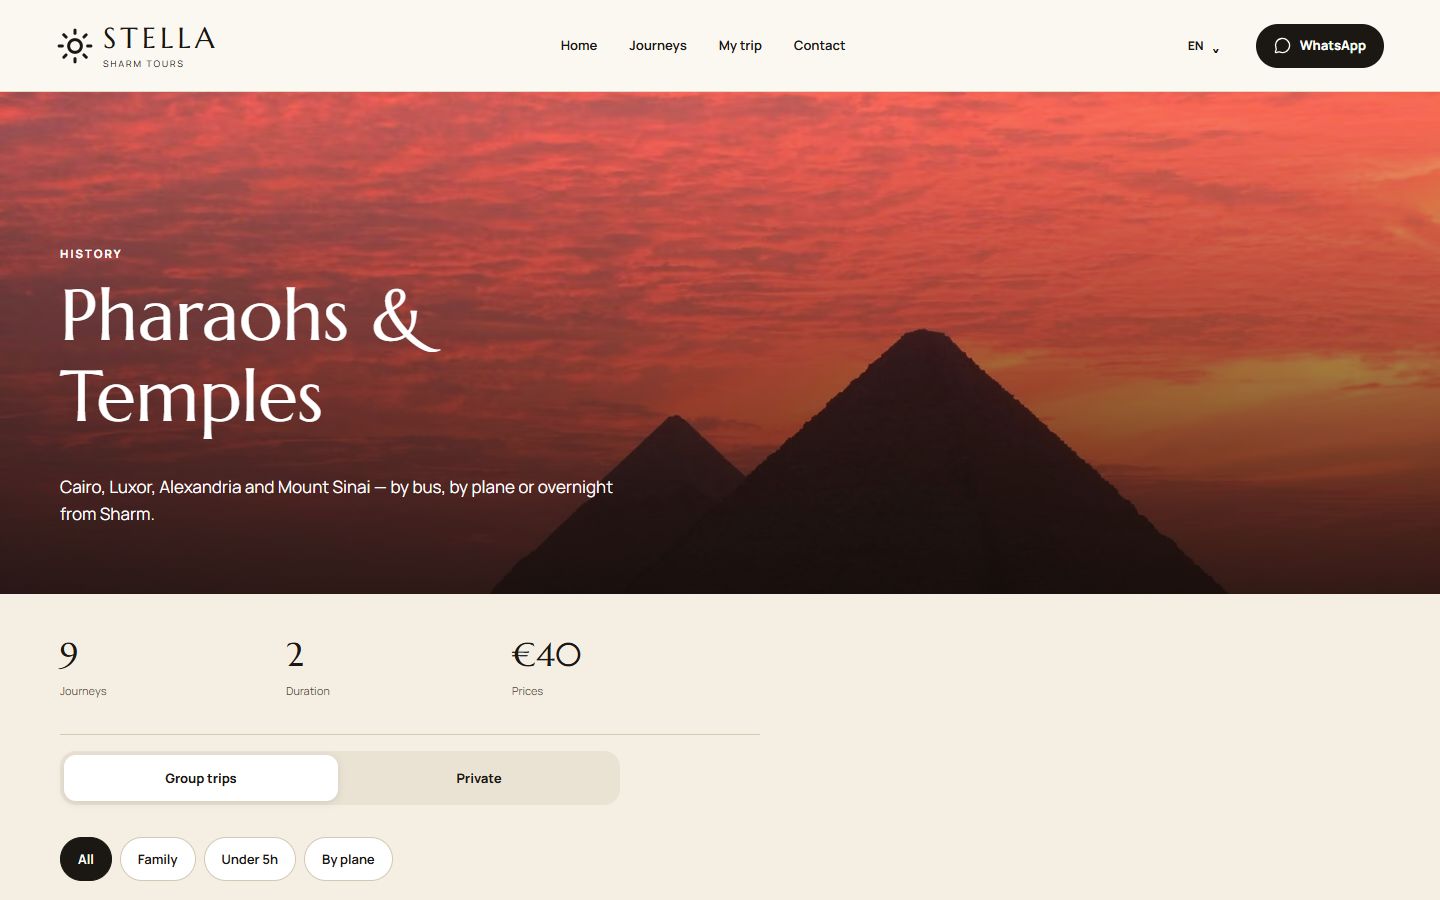 STELLA
SHARM TOURS
Home
Journeys
My trip
Contact
EN
WhatsApp
HISTORY
Pharaohs &
Temples
Cairo, Luxor, Alexandria and Mount Sinai — by bus, by plane or overnight
from Sharm.
9
2
€40
Journeys
Duration
Prices
Group trips
Private
All
Family
Under 5h
By plane